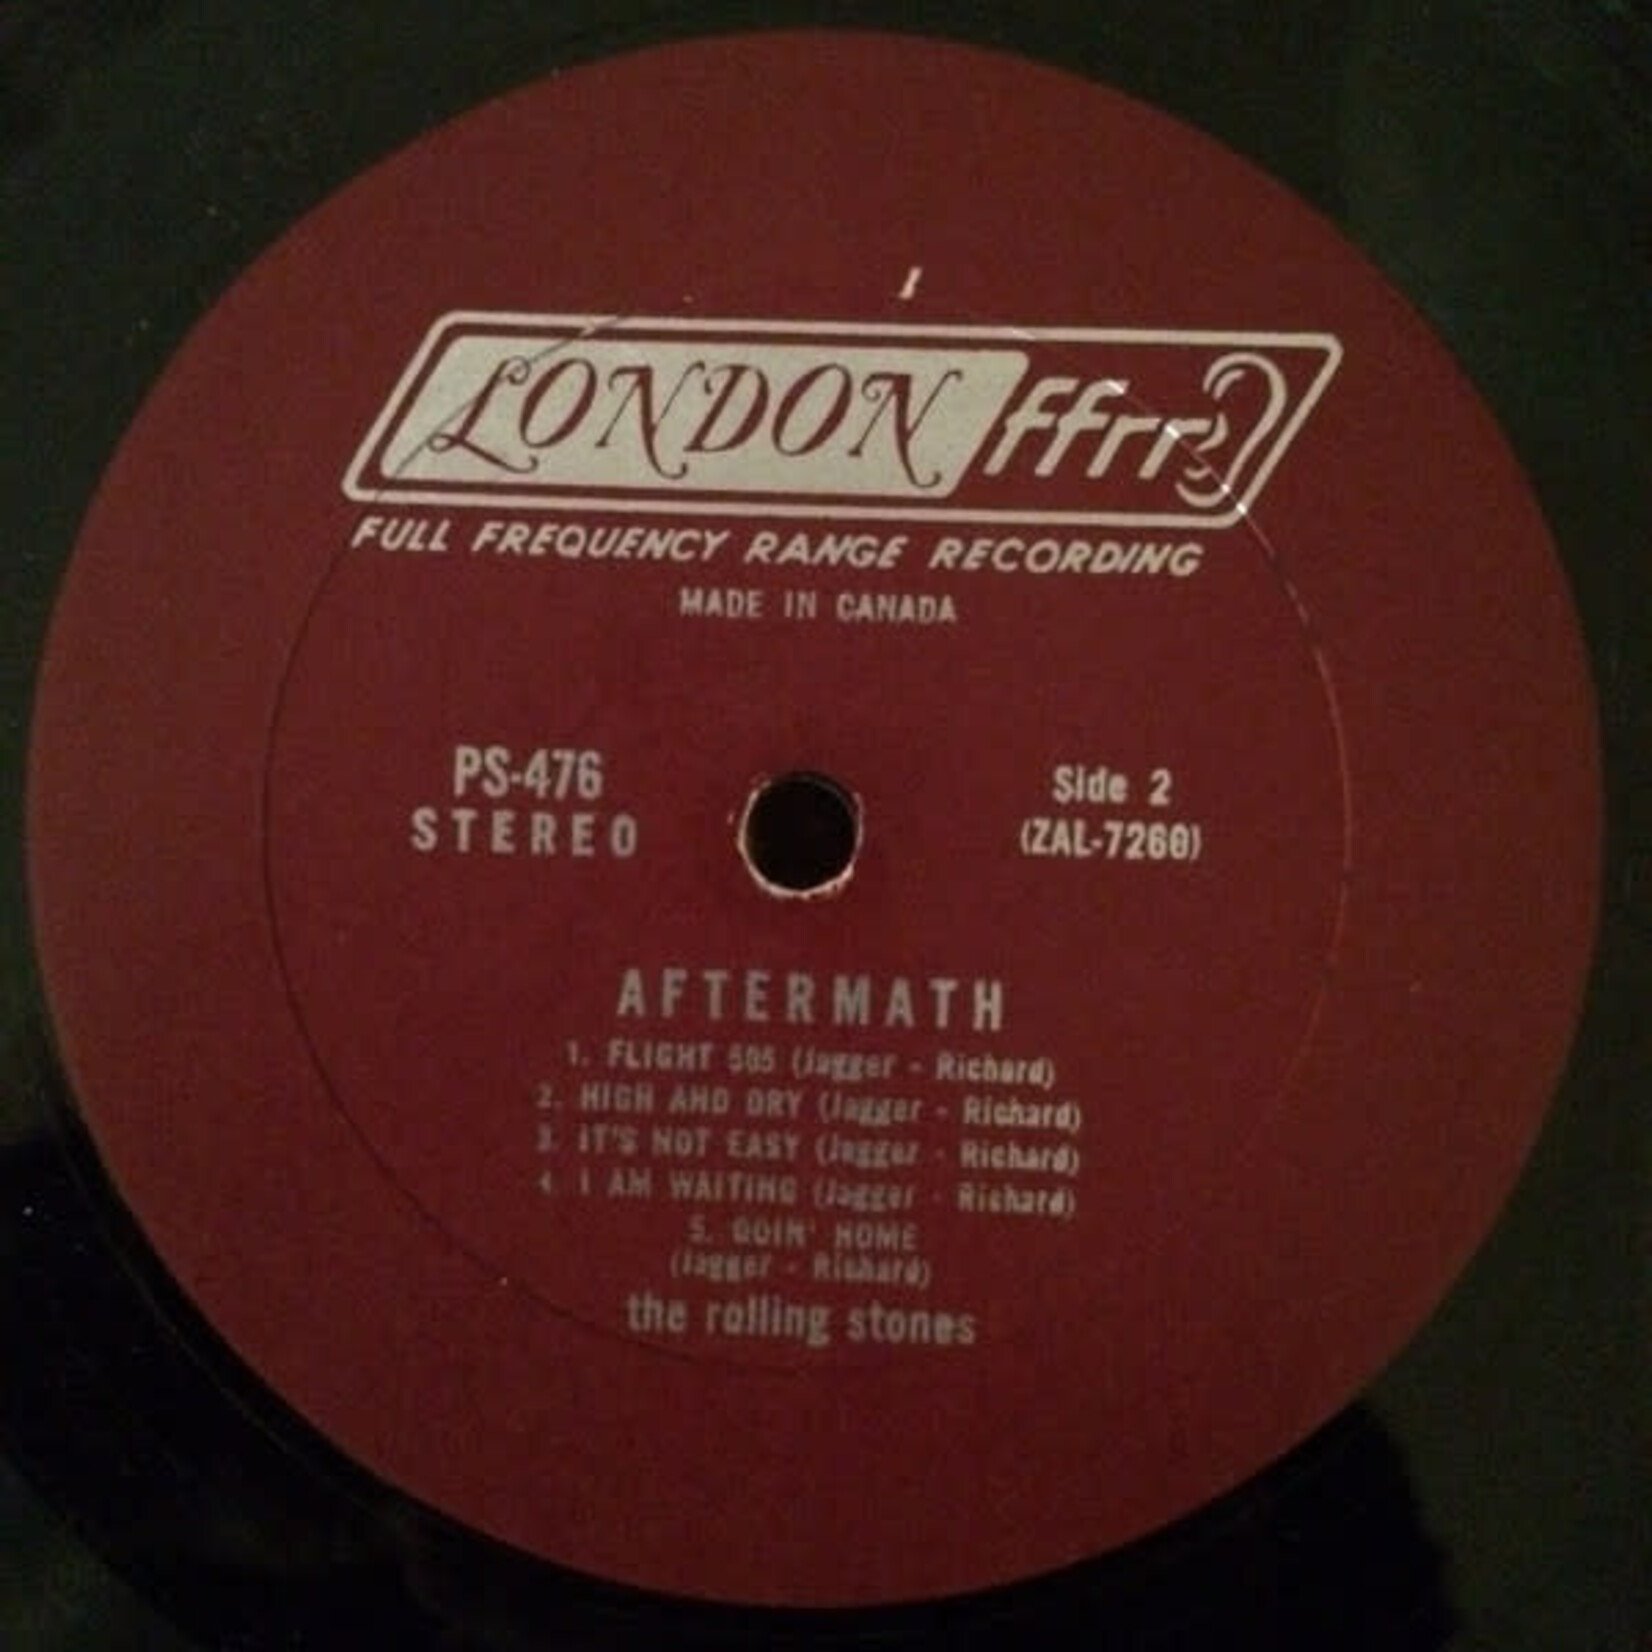 LONDON ffrr
FULL FREQUENCY RANGE RECORDING
MADE IN CANADA
PS-476
STEREO
Side 2
(ZAL-7260)
AFTERMATH
1. FLIGHT 505 (Jagger - Richard)
2. HIGH AND DRY (Jagger - Richard)
3. IT'S NOT EASY (Jagger - Richard)
4. I AM WAITING (Jagger - Richard)
5. GOIN' HOME
(Jagger - Richard)
the rolling stones